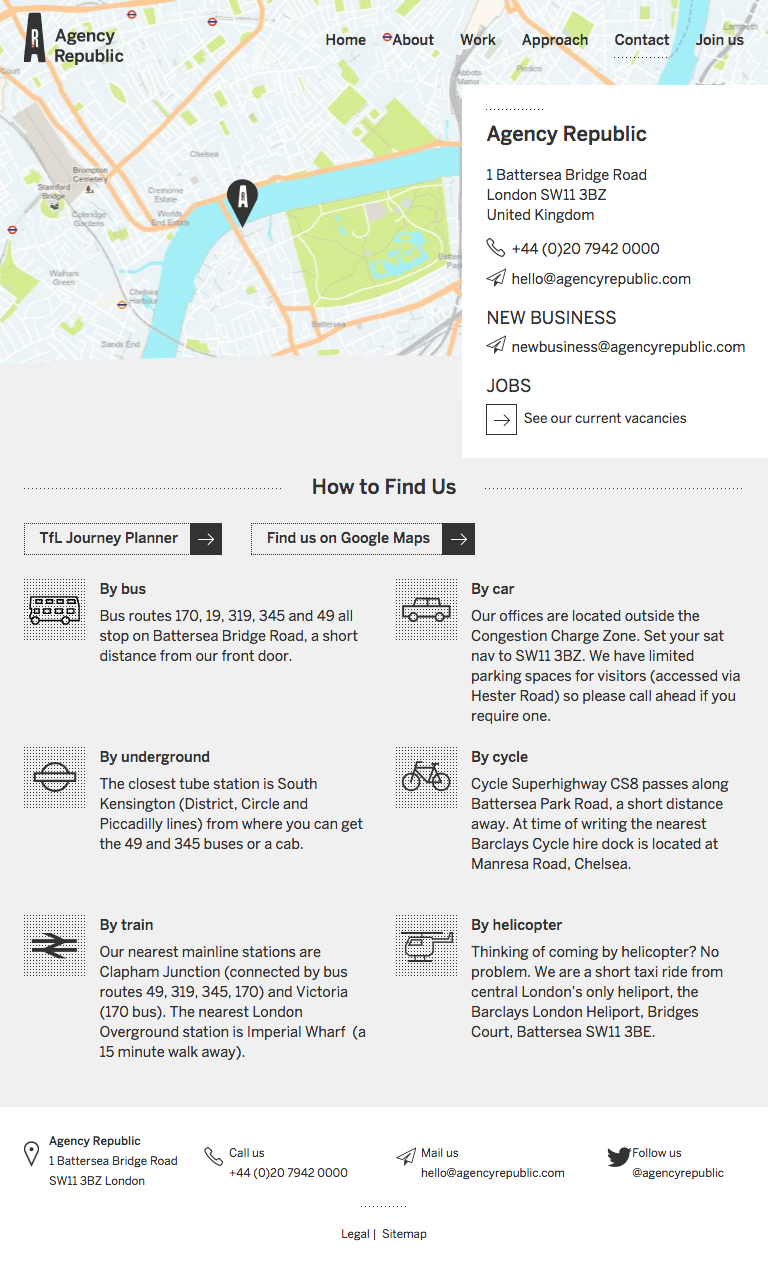 Agency
Republic
Home
About
Work
Approach
Contact
Join us
Lambeth
Court
Abbots
Manor
Pimlico
Chelsea
Brompton
Cemetery
Stamford
Bridge
Coleridge
Gardens
Cremorne
Estate
Worlds
End Estate
Walham
Green
Chelsea
Harbour
Sands End
Battersea
Agency Republic
1 Battersea Bridge Road
London SW11 3BZ
United Kingdom
+44 (0)20 7942 0000
hello@agencyrepublic.com
NEW BUSINESS
newbusiness@agencyrepublic.com
JOBS
See our current vacancies
How to Find Us
TfL Journey Planner
Find us on Google Maps
By bus
Bus routes 170, 19, 319, 345 and 49 all
stop on Battersea Bridge Road, a short
distance from our front door.
By car
Our offices are located outside the
Congestion Charge Zone. Set your sat
nav to SW11 3BZ. We have limited
parking spaces for visitors (accessed via
Hester Road) so please call ahead if you
require one.
By underground
The closest tube station is South
Kensington (District, Circle and
Piccadilly lines) from where you can get
the 49 and 345 buses or a cab.
By cycle
Cycle Superhighway CS8 passes along
Battersea Park Road, a short distance
away. At time of writing the nearest
Barclays Cycle hire dock is located at
Manresa Road, Chelsea.
By train
Our nearest mainline stations are
Clapham Junction (connected by bus
routes 49, 319, 345, 170) and Victoria
(170 bus). The nearest London
Overground station is Imperial Wharf (a
15 minute walk away).
By helicopter
Thinking of coming by helicopter? No
problem. We are a short taxi ride from
central London's only heliport, the
Barclays London Heliport, Bridges
Court, Battersea SW11 3BE.
Agency Republic
1 Battersea Bridge Road
SW11 3BZ London
Call us
+44 (0)20 7942 0000
Mail us
hello@agencyrepublic.com
Follow us
@agencyrepublic
Legal | Sitemap